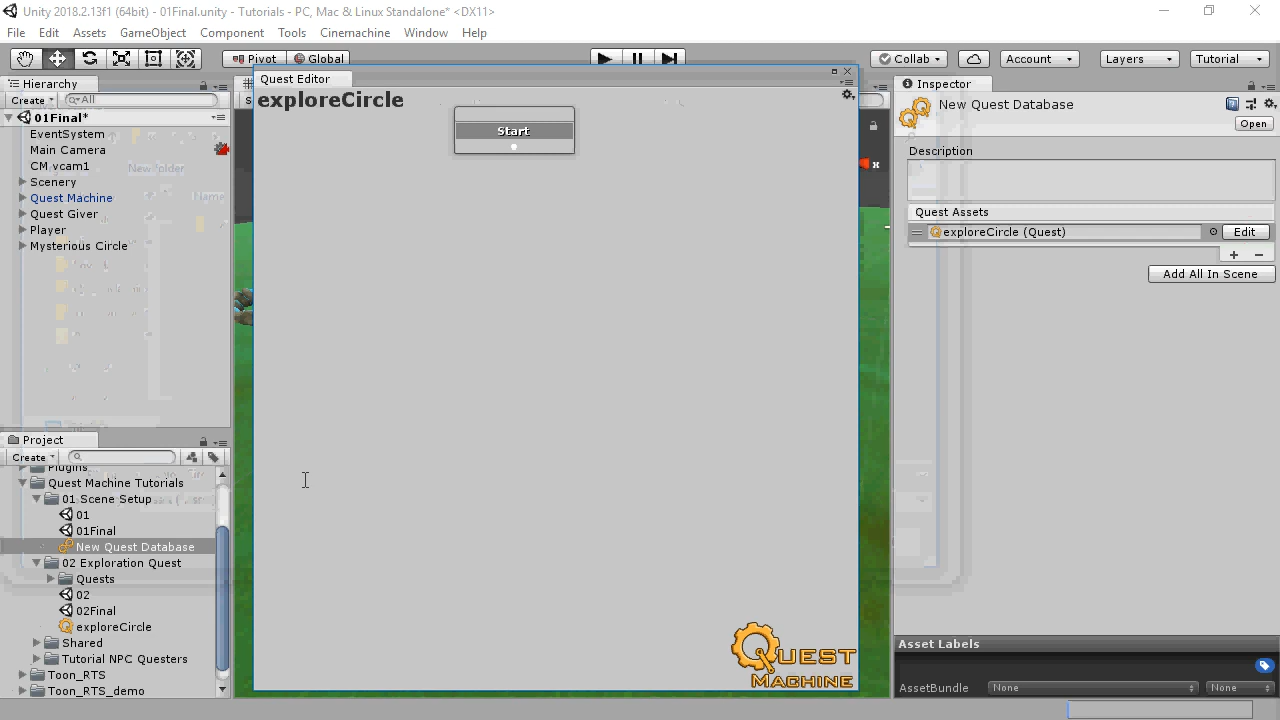 Unity 2018.2.13f1 (64bit) - 01Final.unity - Tutorials - PC, Mac & Linux Standalone* <DX11>
File Edit Assets GameObject Component Tools Cinemachine Window Help
Pivot Global Collab Account Layers Tutorial
Hierarchy
Create All
01Final*
EventSystem
Main Camera
CM vcam1
Scenery
Quest Machine
Quest Giver
Player
Mysterious Circle
New folder
Name
Project
Create
Plugins
Quest Machine Tutorials
01 Scene Setup
01
01Final
New Quest Database
02 Exploration Quest
Quests
02
02Final
exploreCircle
Shared
Tutorial NPC Questers
Toon_RTS
Toon_RTS_demo
Quest Editor
exploreCircle
Start
x
QUEST
MACHINE
Inspector
New Quest Database
Open
Description
Quest Assets
exploreCircle (Quest) Edit
Add All In Scene
Asset Labels
AssetBundle None None